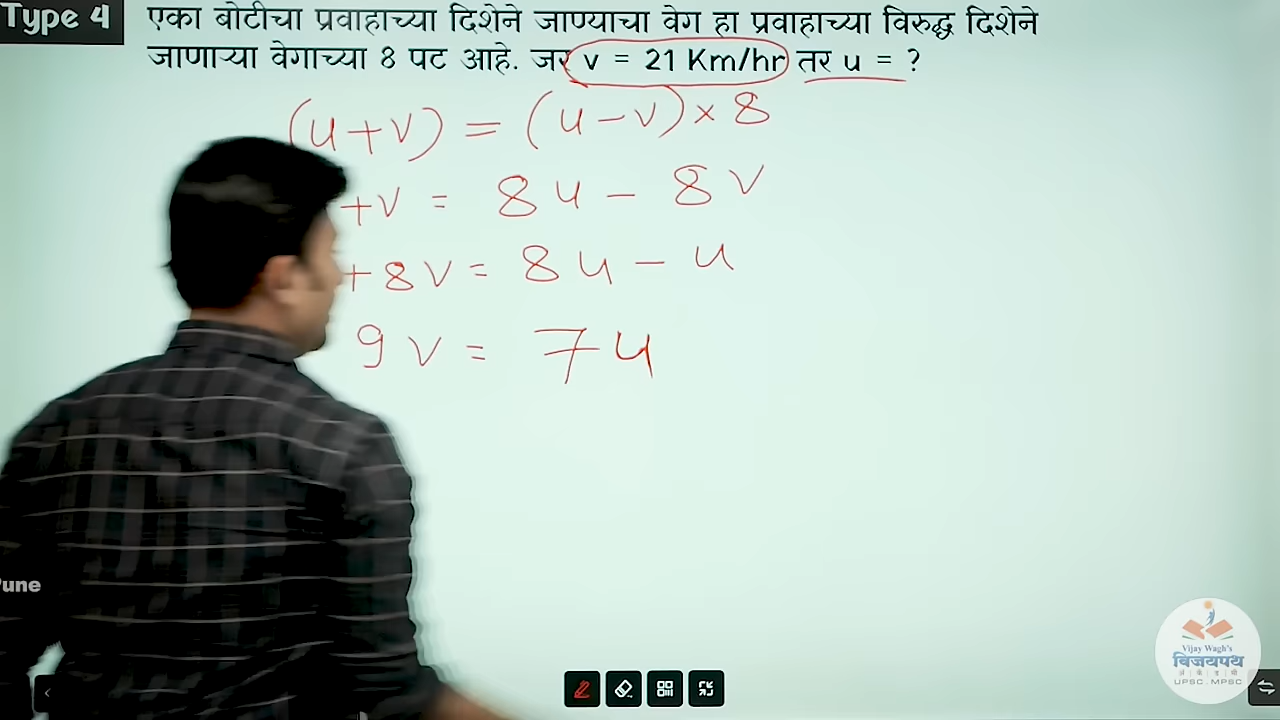 Type 4
एका बोटीचा प्रवाहाच्या दिशेने जाण्याचा वेग हा प्रवाहाच्या विरुद्ध दिशेने
जाणाऱ्या वेगाच्या 8 पट आहे. जर v = 21 Km/hr तर u = ?
(u+v) = (u-v)×8
+v = 8u - 8v
+8v = 8u - u
9v = 7u
Pune
Vijay Wagh's
विजयपथ
UPSC.MPSC